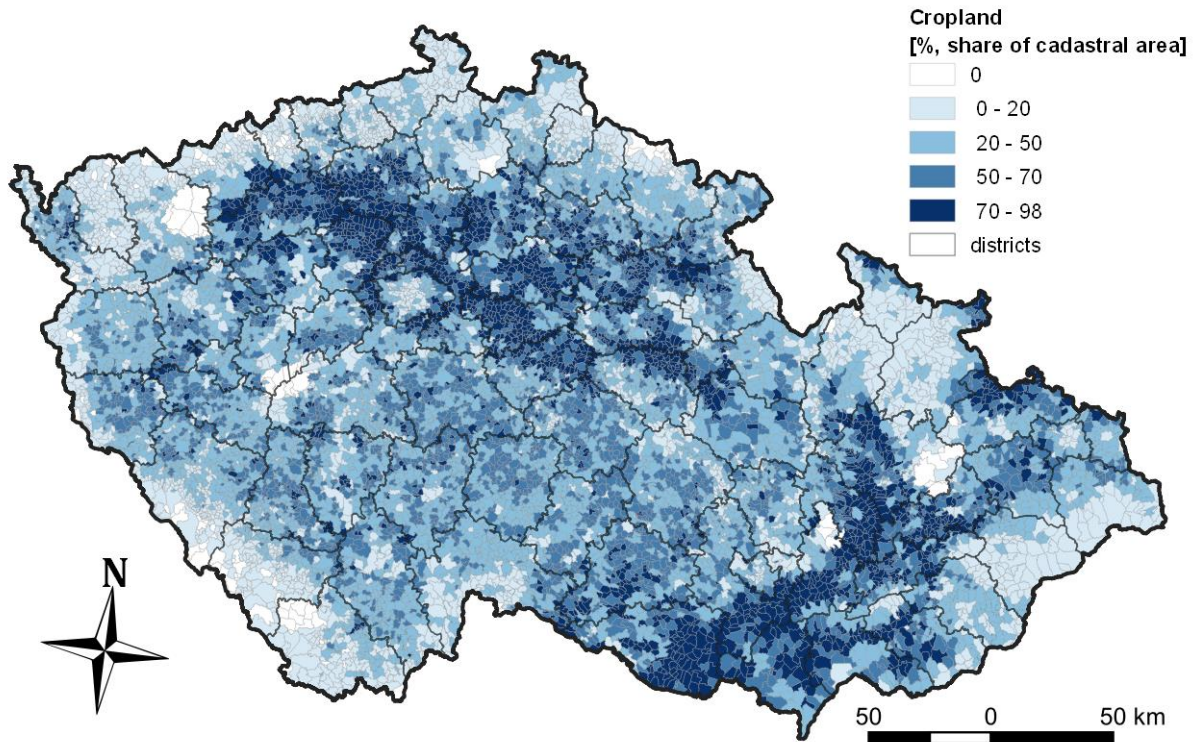 Cropland
[%, share of cadastral area]
0
0 - 20
20 - 50
50 - 70
70 - 98
districts
N
50 0 50 km